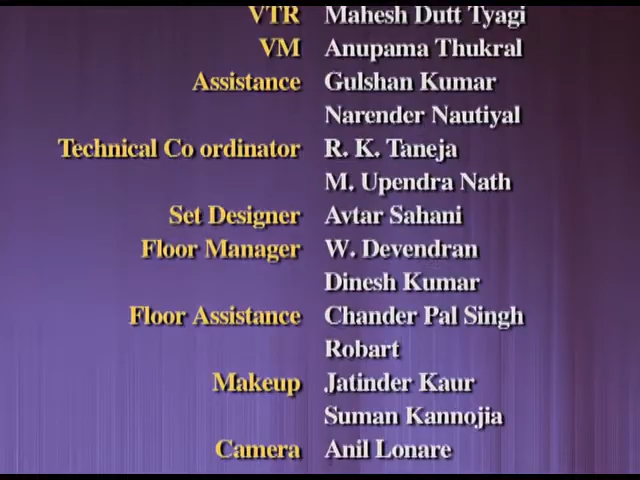 VTR Mahesh Dutt Tyagi
VM Anupama Thukral
Assistance Gulshan Kumar
Narender Nautiyal
Technical Co ordinator R. K. Taneja
M. Upendra Nath
Set Designer Avtar Sahani
Floor Manager W. Devendran
Dinesh Kumar
Floor Assistance Chander Pal Singh
Robart
Makeup Jatinder Kaur
Suman Kannojia
Camera Anil Lonare